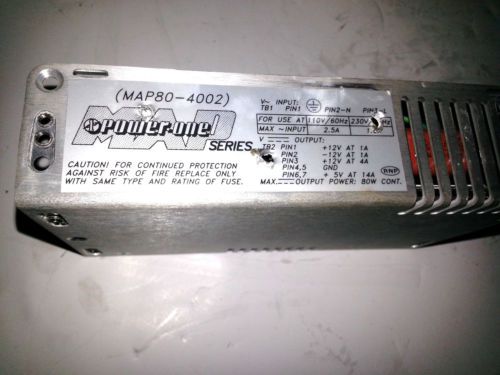 (MAP80-4002)
MAP
POWER-ONE
SERIES
CAUTION! FOR CONTINUED PROTECTION
AGAINST RISK OF FIRE REPLACE ONLY
WITH SAME TYPE AND RATING OF FUSE.
V~ INPUT:
TB1 PIN1 PIN2-N PIN3-L
FOR USE AT 110V/60Hz 230V/ Hz
MAX ~INPUT 2.5A
V OUTPUT:
TB2 PIN1 +12V AT 1A
PIN2 +12V AT 1A
PIN3 +12V AT 4A
PIN4,5 GND
PIN6,7 + 5V AT 14A
MAX. OUTPUT POWER: 80W CONT.
RNP